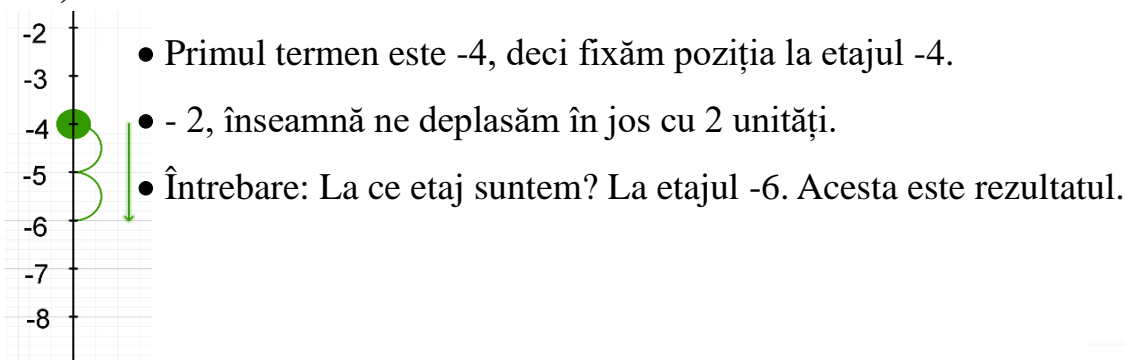 -2
• Primul termen este -4, deci fixăm poziția la etajul -4.
-3
-4
• - 2, înseamnă ne deplasăm în jos cu 2 unități.
-5
• Întrebare: La ce etaj suntem? La etajul -6. Acesta este rezultatul.
-6
-7
-8